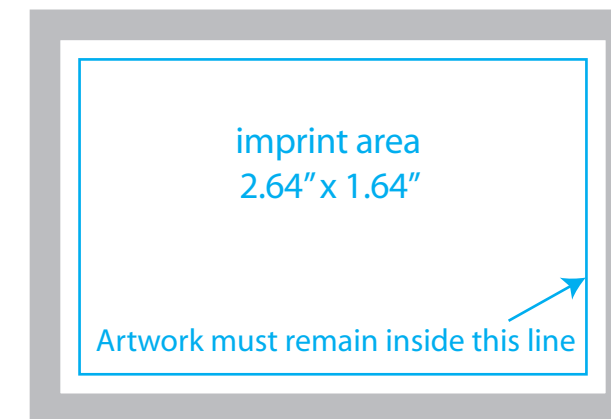 imprint area
2.64” x 1.64”
Artwork must remain inside this line